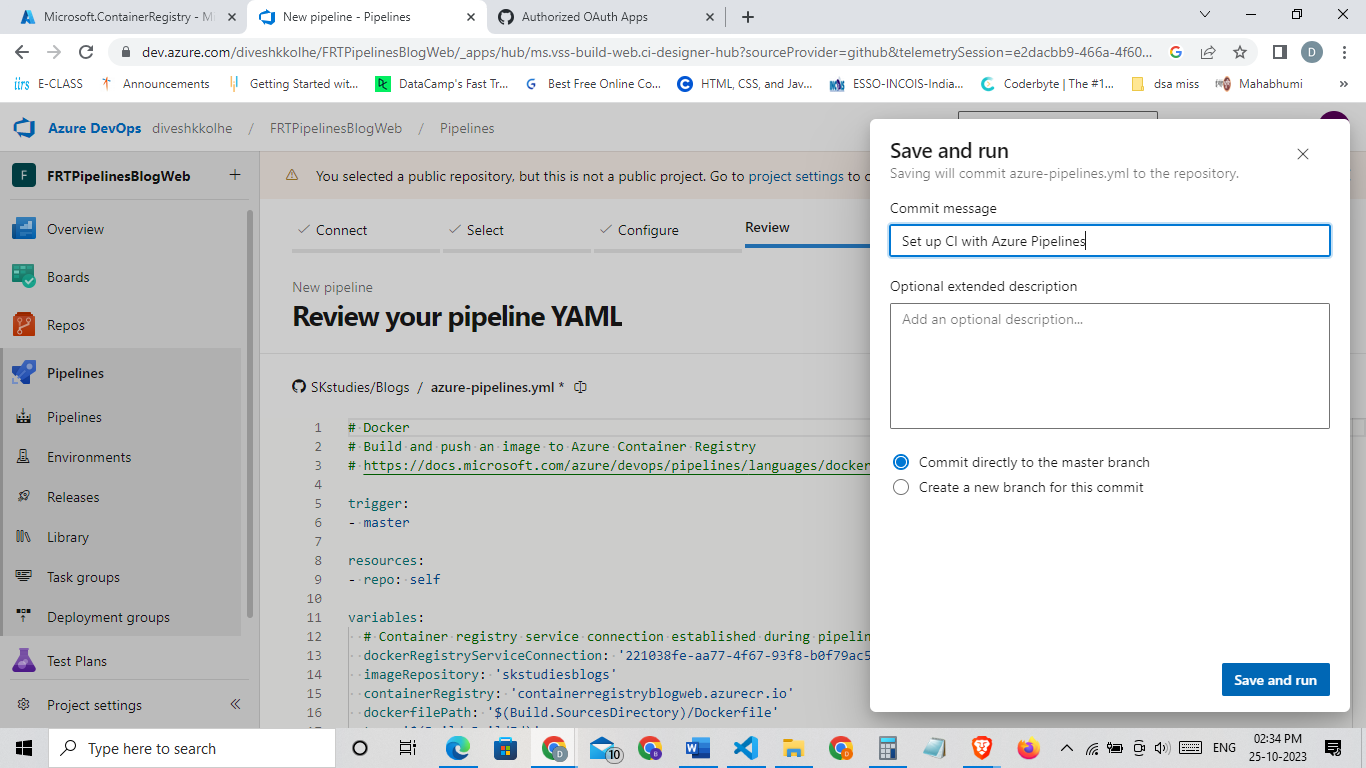 Microsoft.ContainerRegistry - Mi
New pipeline - Pipelines
Authorized OAuth Apps
dev.azure.com/diveshkkolhe/FRTPipelinesBlogWeb/_apps/hub/ms.vss-build-web.ci-designer-hub?sourceProvider=github&telemetrySession=e2dacbb9-466a-4f60...
D
E-CLASS
Announcements
Getting Started wit...
DataCamp's Fast Tr...
Best Free Online Co...
HTML, CSS, and Jav...
ESSO-INCOIS-India...
Coderbyte | The #1...
dsa miss
Mahabhumi
»
Azure DevOps diveshkkolhe / FRTPipelinesBlogWeb / Pipelines
F FRTPipelinesBlogWeb +
Overview
Boards
Repos
Pipelines
Pipelines
Environments
Releases
Library
Task groups
Deployment groups
Test Plans
Project settings
You selected a public repository, but this is not a public project. Go to project settings to c
Connect
Select
Configure
Review
New pipeline
Review your pipeline YAML
SKstudies/Blogs / azure-pipelines.yml *
1 # Docker
2 # Build and push an image to Azure Container Registry
3 # https://docs.microsoft.com/azure/devops/pipelines/languages/docker
4
5 trigger:
6 - master
7
8 resources:
9 - repo: self
10
11 variables:
12 # Container registry service connection established during pipelin
13 dockerRegistryServiceConnection: '221038fe-aa77-4f67-93f8-b0f79ac5
14 imageRepository: 'skstudiesblogs'
15 containerRegistry: 'containerregistryblogweb.azurecr.io'
16 dockerfilePath: '$(Build.SourcesDirectory)/Dockerfile'
Save and run
Saving will commit azure-pipelines.yml to the repository.
Commit message
Set up CI with Azure Pipelines
Optional extended description
Add an optional description...
Commit directly to the master branch
Create a new branch for this commit
Save and run
Type here to search
10
ENG
02:34 PM
25-10-2023